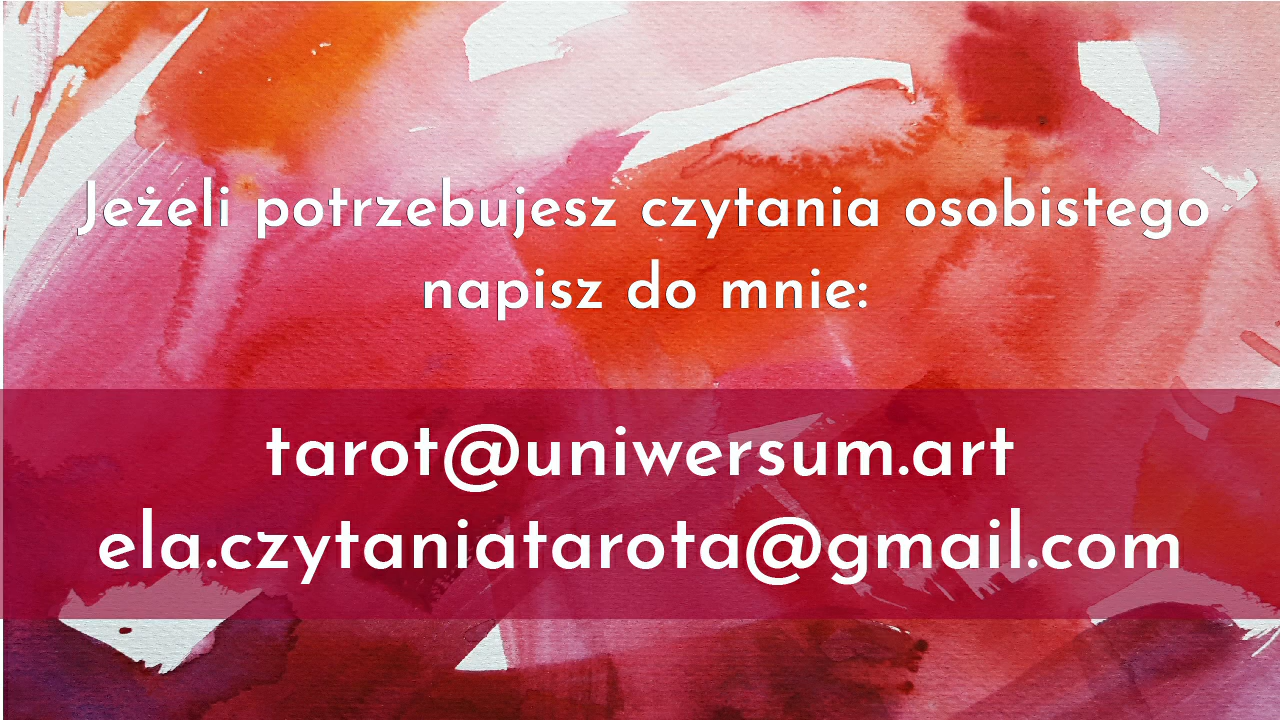 Jeżeli potrzebujesz czytania osobistego
napisz do mnie:
tarot@uniwersum.art
ela.czytaniatarota@gmail.com